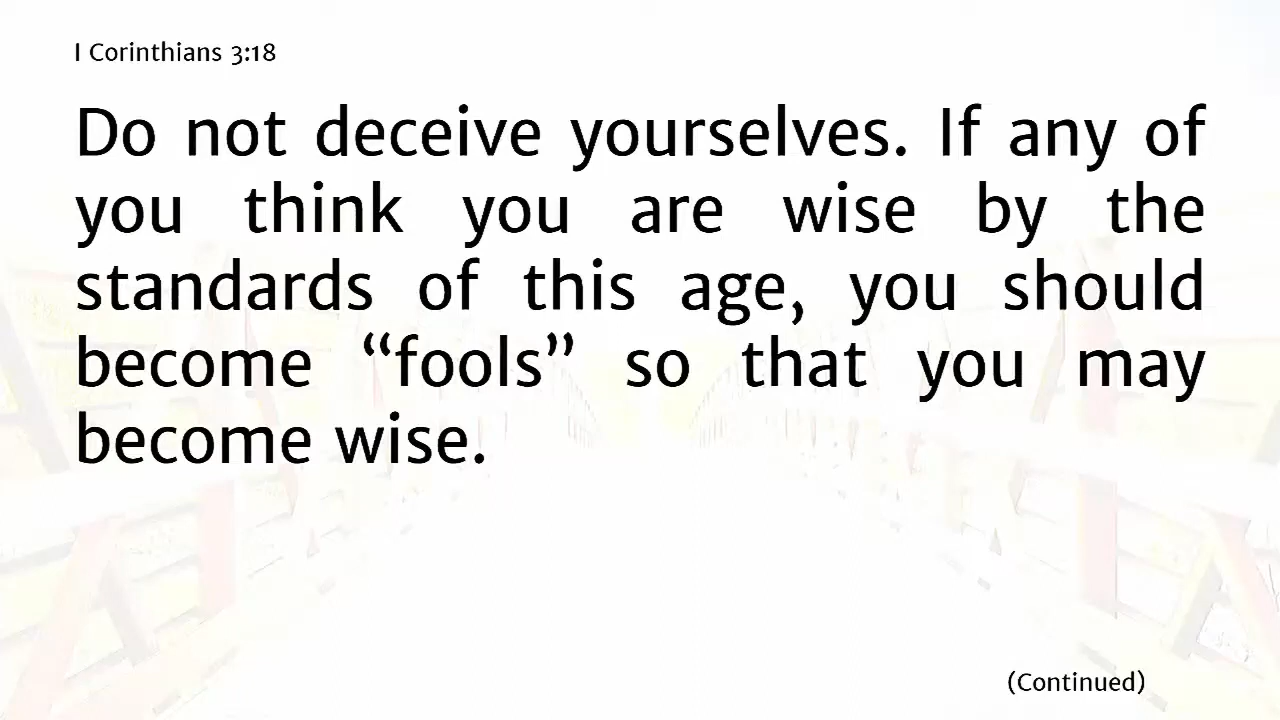 I Corinthians 3:18
Do not deceive yourselves. If any of
you think you are wise by the
standards of this age, you should
become “fools” so that you may
become wise.
(Continued)